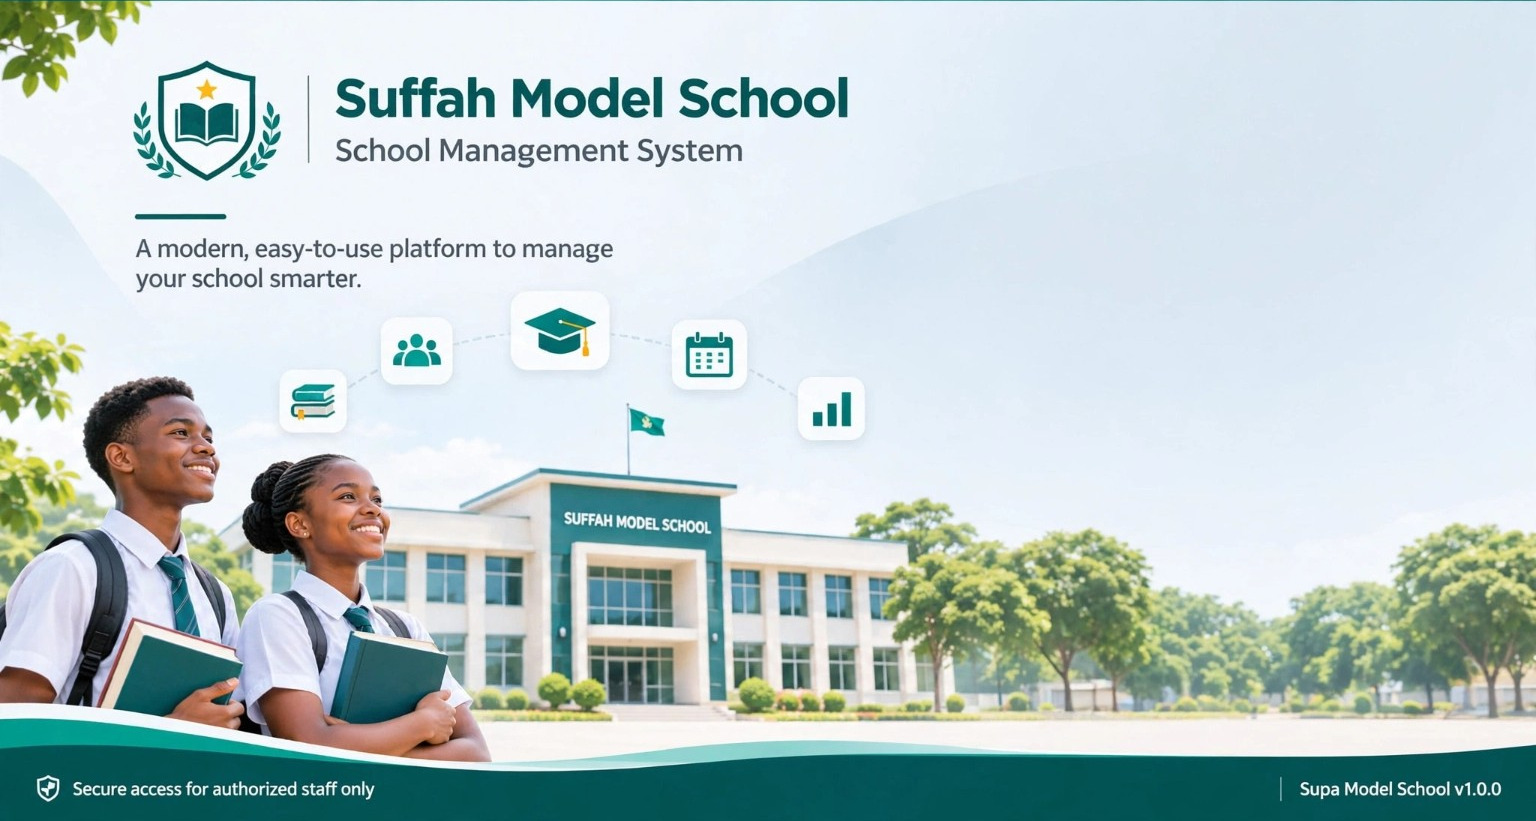 Suffah Model School
School Management System
A modern, easy-to-use platform to manage
your school smarter.
SUFFAH MODEL SCHOOL
Secure access for authorized staff only
Supa Model School v1.0.0